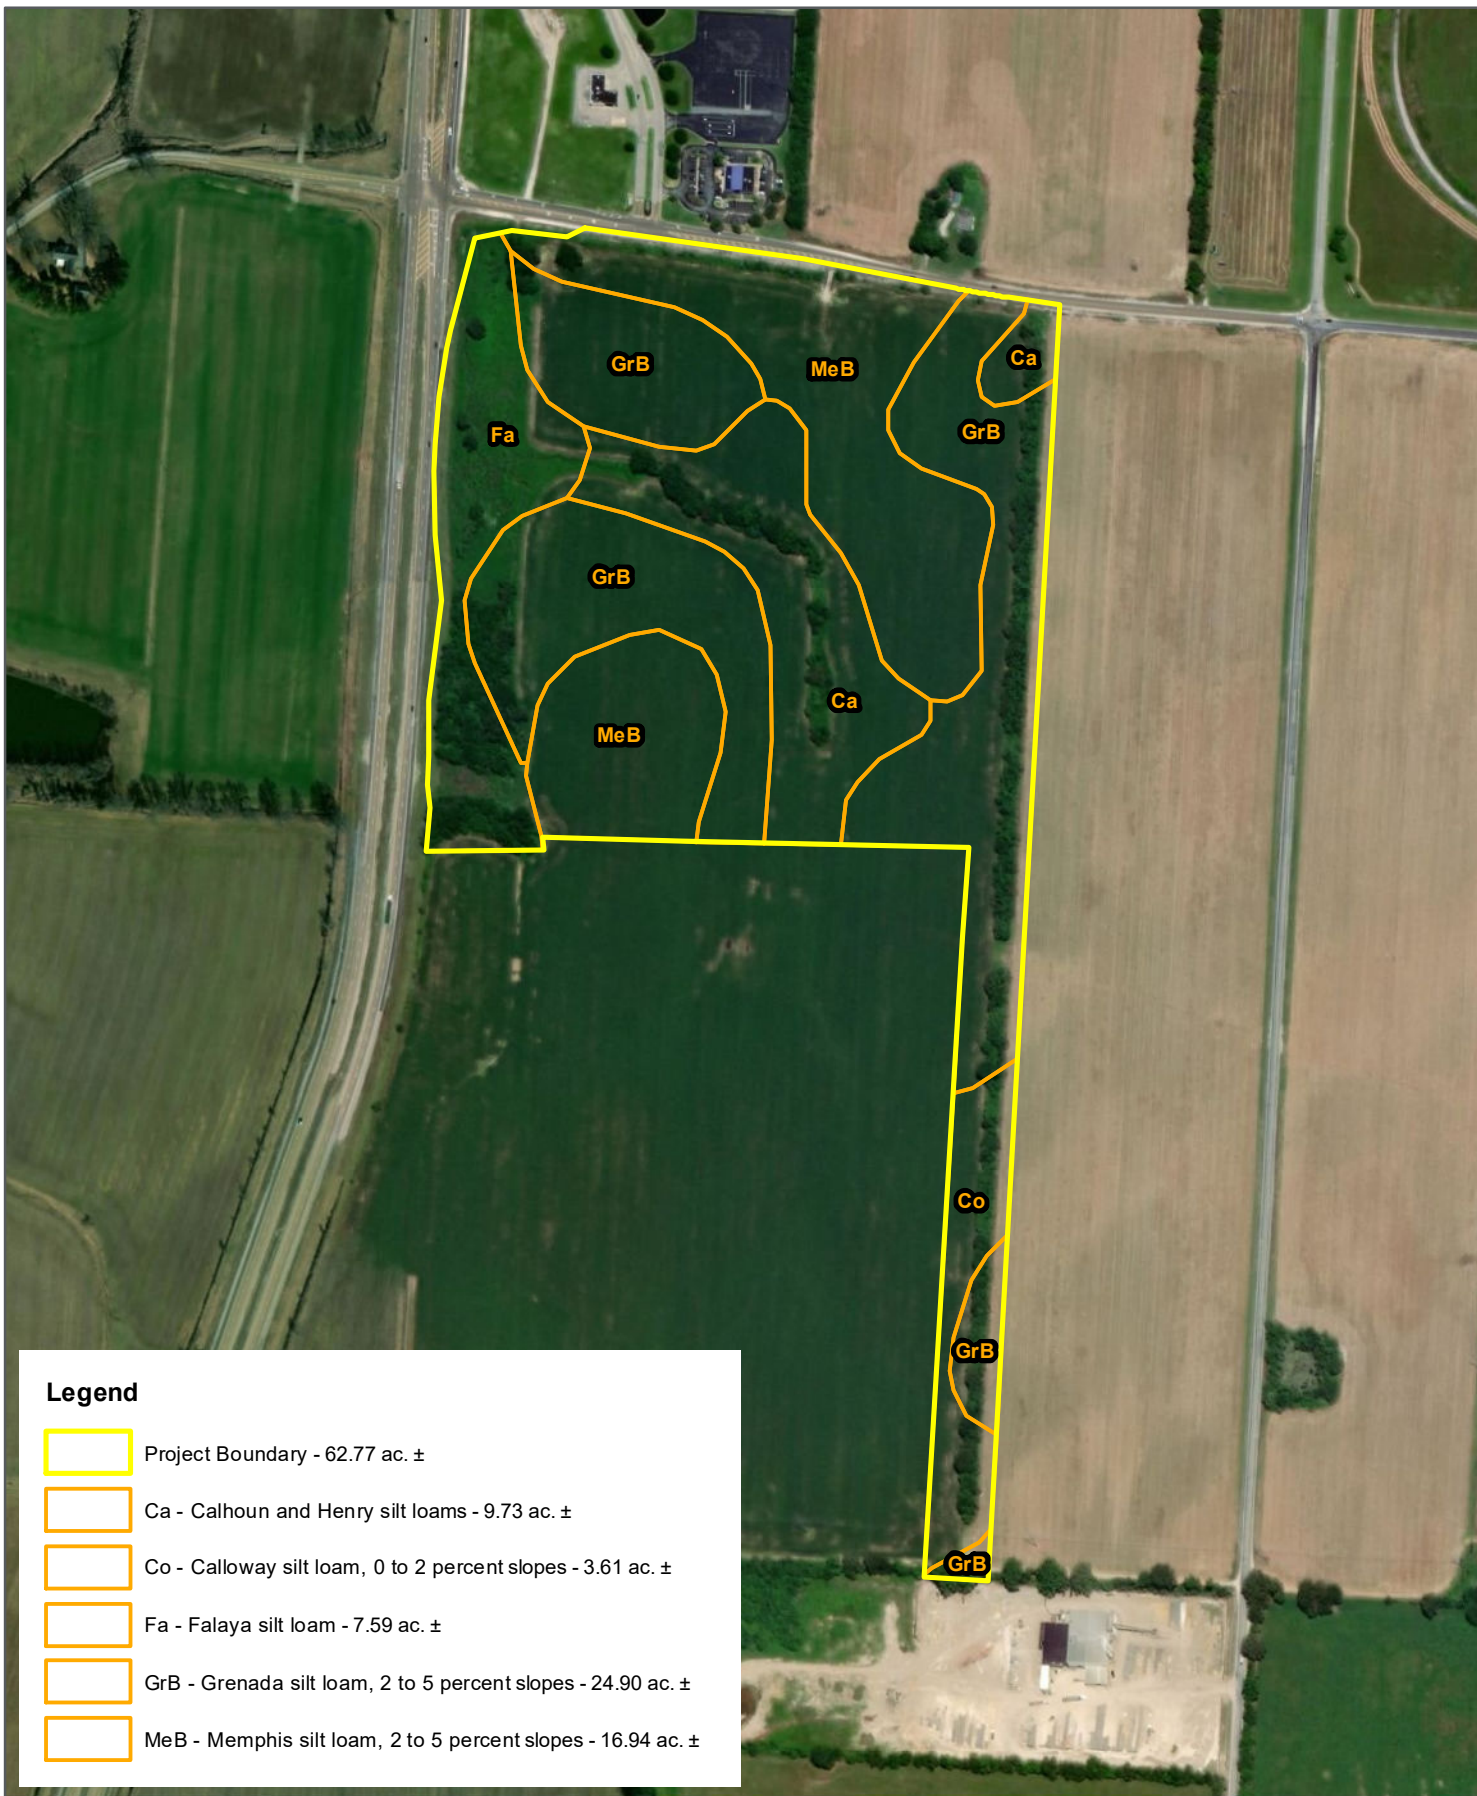 GrB
MeB
Ca
Fa
GrB
GrB
Ca
MeB
Co
GrB
GrB
Legend
Project Boundary - 62.77 ac. ±
Ca - Calhoun and Henry silt loams - 9.73 ac. ±
Co - Calloway silt loam, 0 to 2 percent slopes - 3.61 ac. ±
Fa - Falaya silt loam - 7.59 ac. ±
GrB - Grenada silt loam, 2 to 5 percent slopes - 24.90 ac. ±
MeB - Memphis silt loam, 2 to 5 percent slopes - 16.94 ac. ±